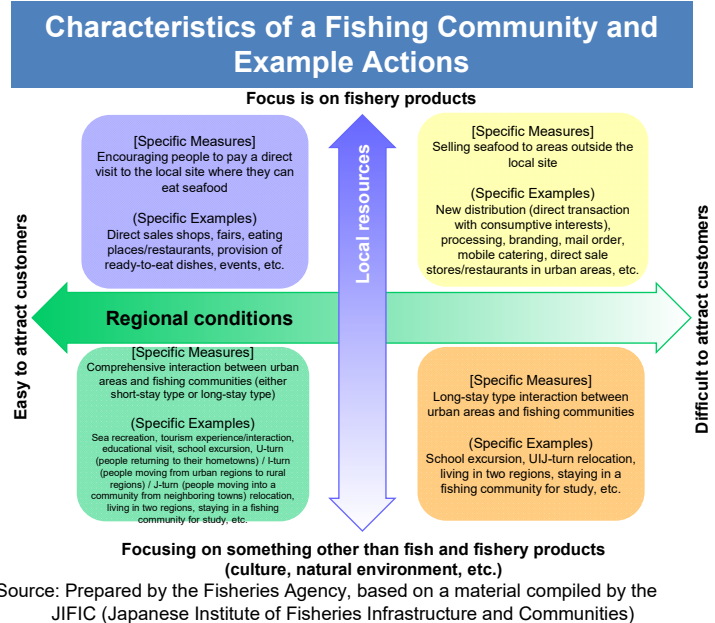 Characteristics of a Fishing Community and
Example Actions
Focus is on fishery products
[Specific Measures]
Encouraging people to pay a direct
visit to the local site where they can
eat seafood
(Specific Examples)
Direct sales shops, fairs, eating
places/restaurants, provision of
ready-to-eat dishes, events, etc.
Local resources
[Specific Measures]
Selling seafood to areas outside the
local site
(Specific Examples)
New distribution (direct transaction
with consumptive interests),
processing, branding, mail order,
mobile catering, direct sale
stores/restaurants in urban areas, etc.
Easy to attract customers
Regional conditions
Difficult to attract customers
[Specific Measures]
Comprehensive interaction between urban
areas and fishing communities (either
short-stay type or long-stay type)
(Specific Examples)
Sea recreation, tourism experience/interaction,
educational visit, school excursion, U-turn
(people returning to their hometowns) / I-turn
(people moving from urban regions to rural
regions) / J-turn (people moving into a
community from neighboring towns) relocation,
living in two regions, staying in a fishing
community for study, etc.
[Specific Measures]
Long-stay type interaction between
urban areas and fishing communities
(Specific Examples)
School excursion, UIJ-turn relocation,
living in two regions, staying in a
fishing community for study, etc.
Focusing on something other than fish and fishery products
(culture, natural environment, etc.)
Source: Prepared by the Fisheries Agency, based on a material compiled by the
JIFIC (Japanese Institute of Fisheries Infrastructure and Communities)